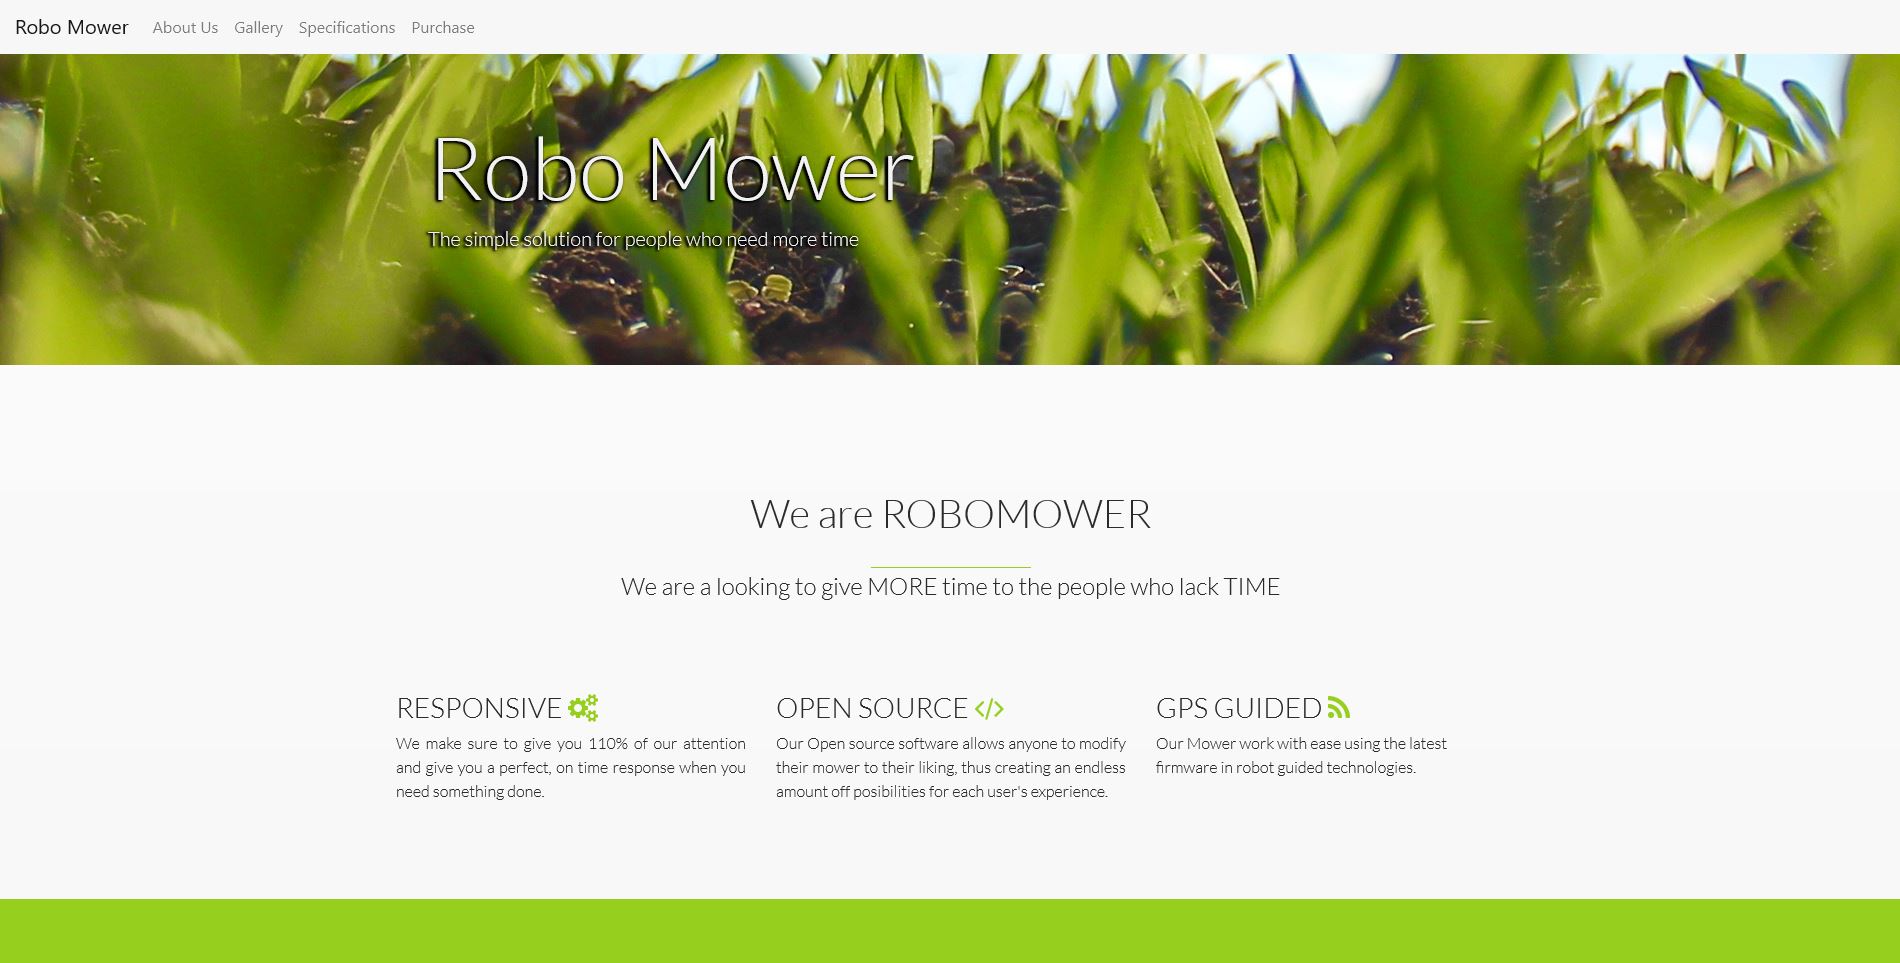 Robo Mower About Us Gallery Specifications Purchase
Robo Mower
The simple solution for people who need more time
We are ROBOMOWER
We are a looking to give MORE time to the people who lack TIME
RESPONSIVE
We make sure to give you 110% of our attention
and give you a perfect, on time response when you
need something done.
OPEN SOURCE
Our Open source software allows anyone to modify
their mower to their liking, thus creating an endless
amount off posibilities for each user's experience.
GPS GUIDED
Our Mower work with ease using the latest
firmware in robot guided technologies.